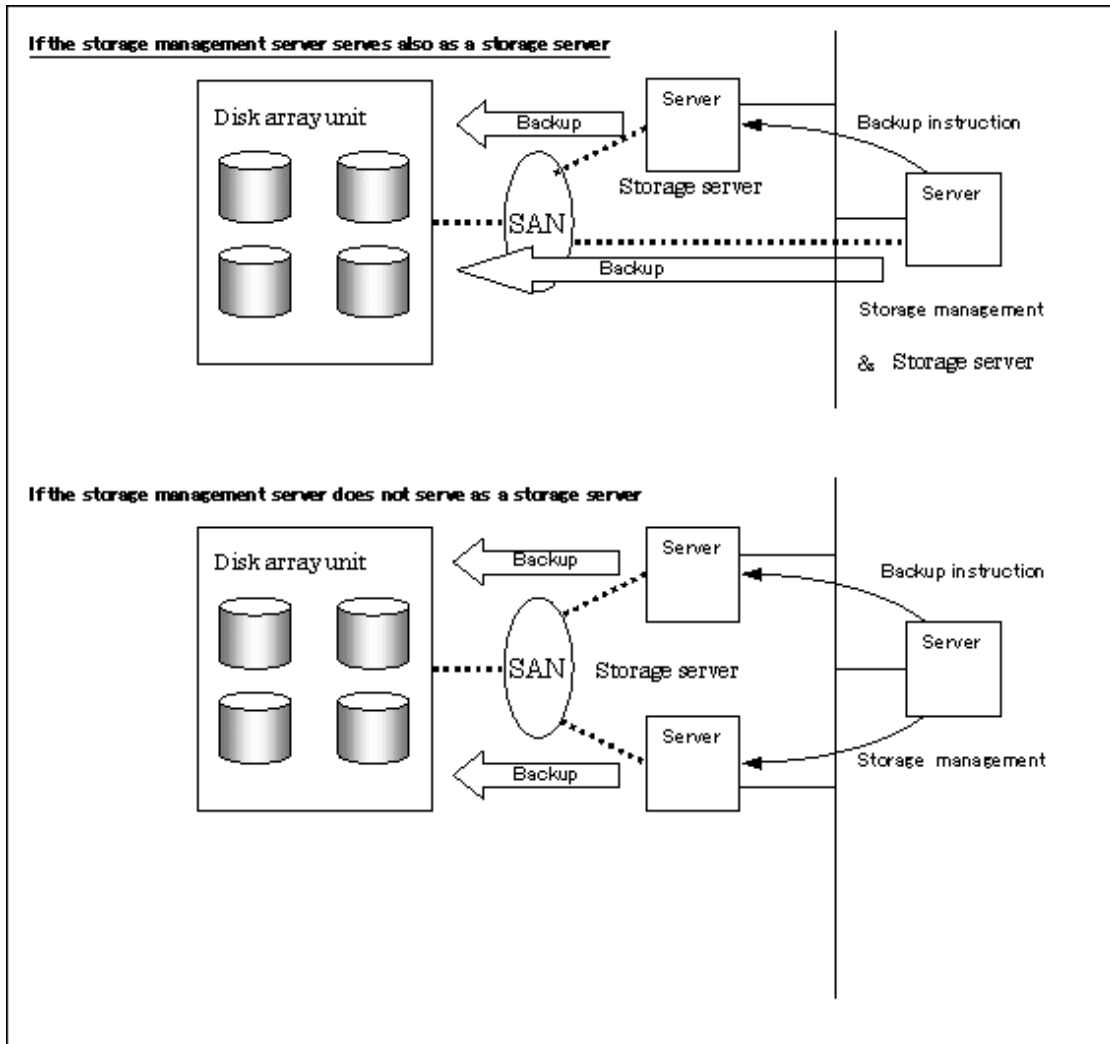 If the storage management server serves also as a storage server
Disk array unit
Backup
Server
Backup instruction
Storage server
Server
SAN
Backup
Storage management
& Storage server
If the storage management server does not serve as a storage server
Disk array unit
Backup
Server
Backup instruction
Server
SAN
Storage server
Server
Storage management
Backup